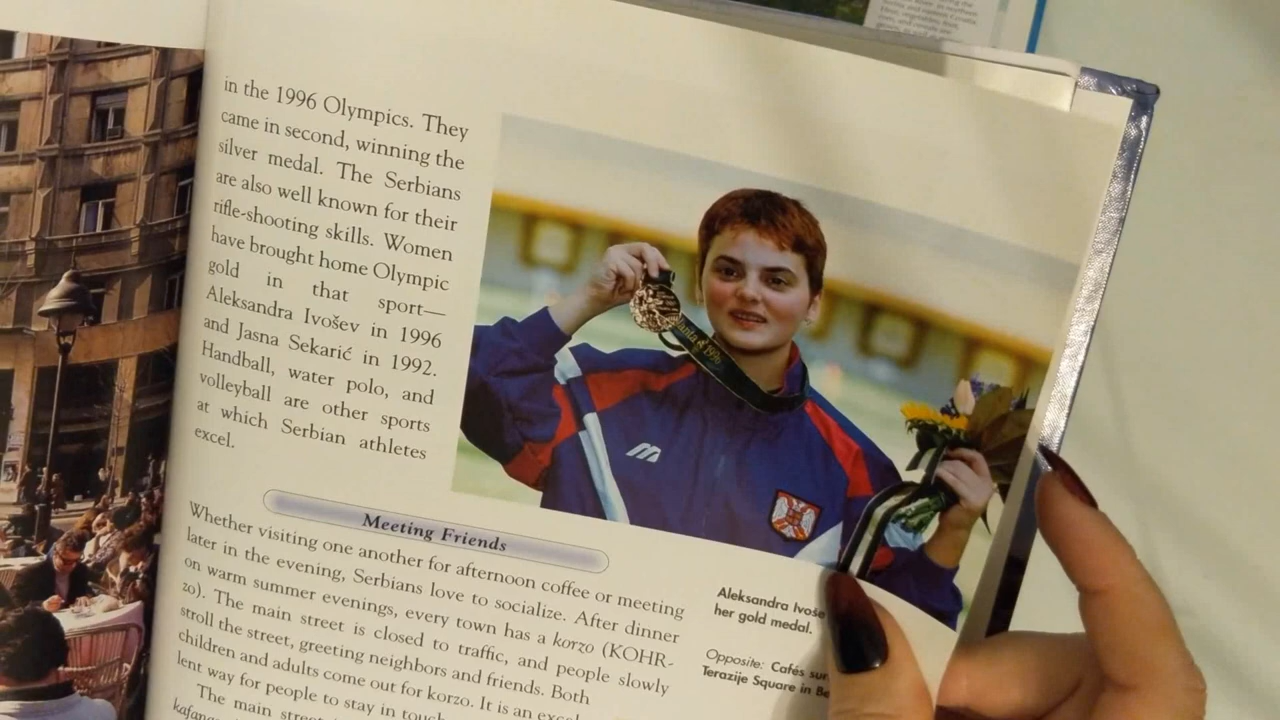 in the 1996 Olympics. They
came in second, winning the
silver medal. The Serbians
are also well known for their
rifle-shooting skills. Women
have brought home Olympic
gold in that sport—
Aleksandra Ivošev in 1996
and Jasna Sekarić in 1992.
Handball, water polo, and
volleyball are other sports
at which Serbian athletes
excel.
Meeting Friends
Whether visiting one another for afternoon coffee or meeting
later in the evening, Serbians love to socialize. After dinner
on warm summer evenings, every town has a korzo (KOHR-
zo). The main street is closed to traffic, and people slowly
stroll the street, greeting neighbors and friends. Both
children and adults come out for korzo. It is an
lent way for people to stay in
The main street
Aleksandra
her gold medal.
Opposite: Cafés
Terazije Square in
Atlanta 1996